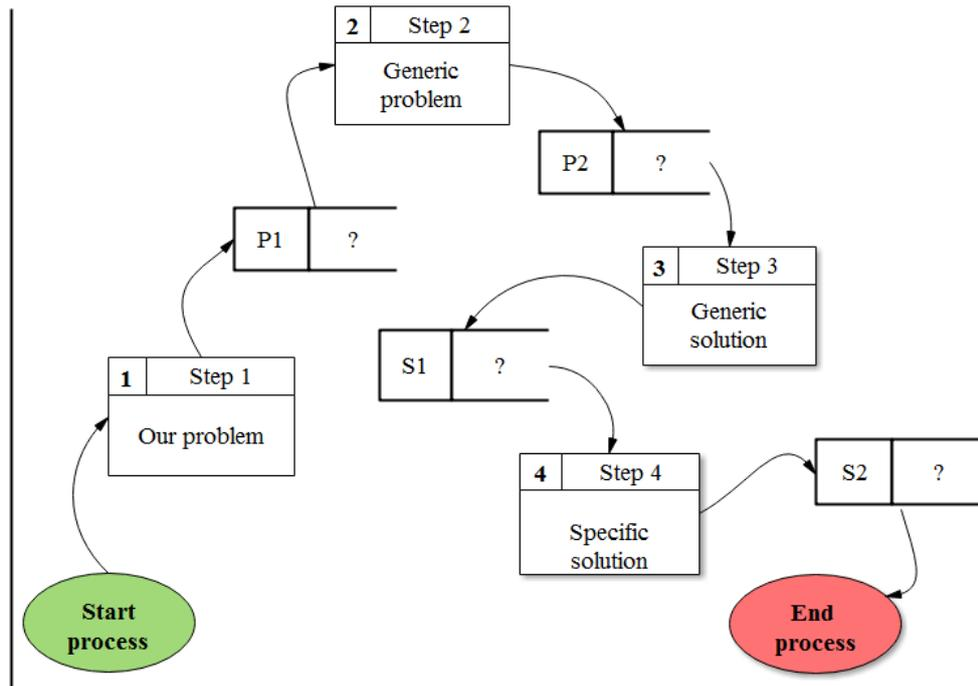 2 Step 2
Generic
problem
P2 ?
P1 ?
3 Step 3
Generic
solution
S1 ?
1 Step 1
Our problem
4 Step 4
Specific
solution
S2 ?
Start
process
End
process